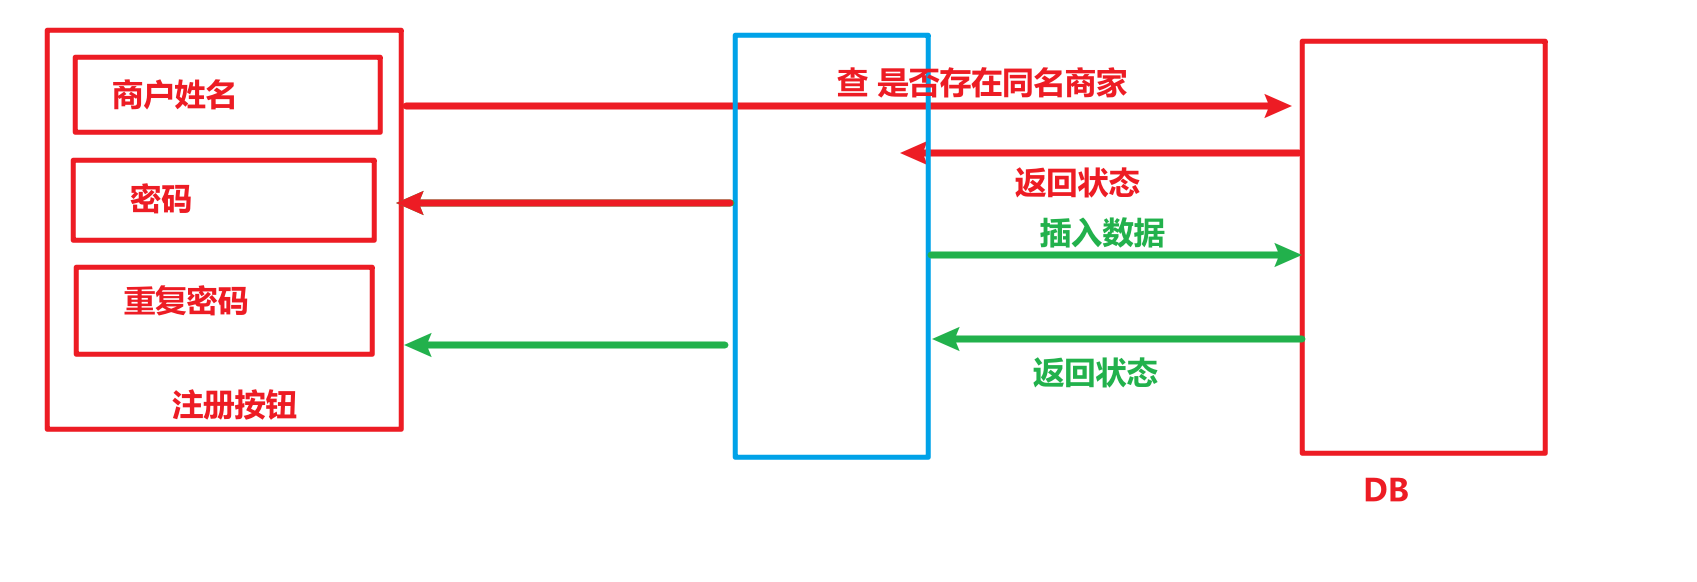 商户姓名
密码
重复密码
注册按钮
查 是否存在同名商家
返回状态
插入数据
返回状态
DB